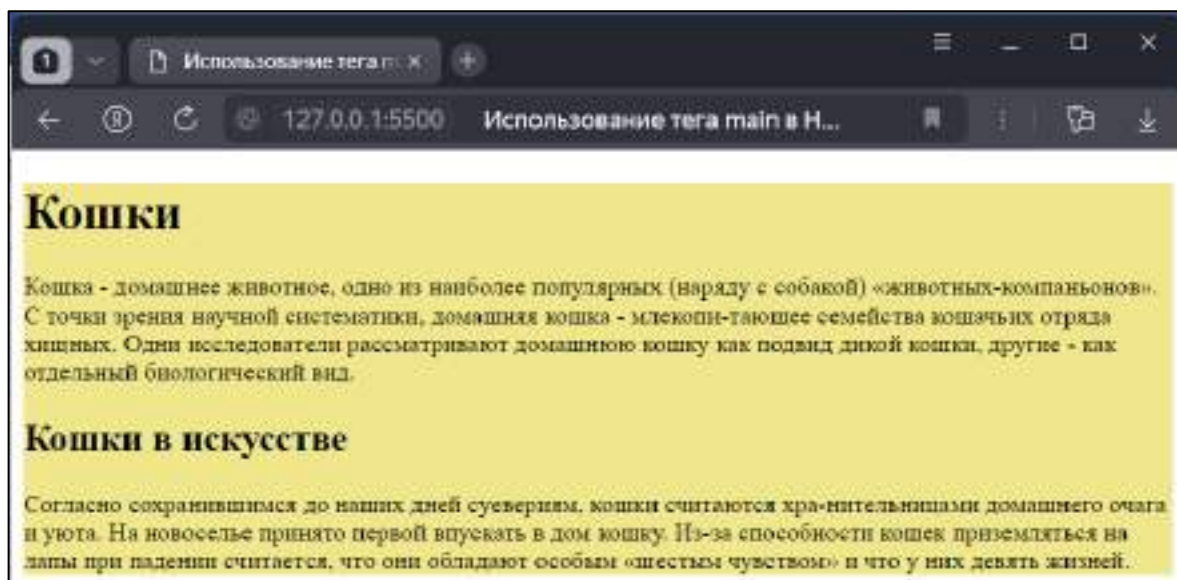 1
Использование тега m
127.0.0.1:5500 Использование тега main в H...
Кошки
Кошка - домашнее животное, одно из наиболее популярных (наряду с собакой) «животных-компаньонов».
С точки зрения научной систематики, домашняя кошка - млекопи-тающее семейства кошачьих отряда
хищных. Одни исследователи рассматривают домашнюю кошку как подвид дикой кошки, другие - как
отдельный биологический вид.
Кошки в искусстве
Согласно сохранившимся до наших дней суевериям, кошки считаются хра-нительницами домашнего очага
и уюта. На новоселье принято первой впускать в дом кошку. Из-за способности кошек приземляться на
лапы при падении считается, что они обладают особым «шестым чувством» и что у них девять жизней.